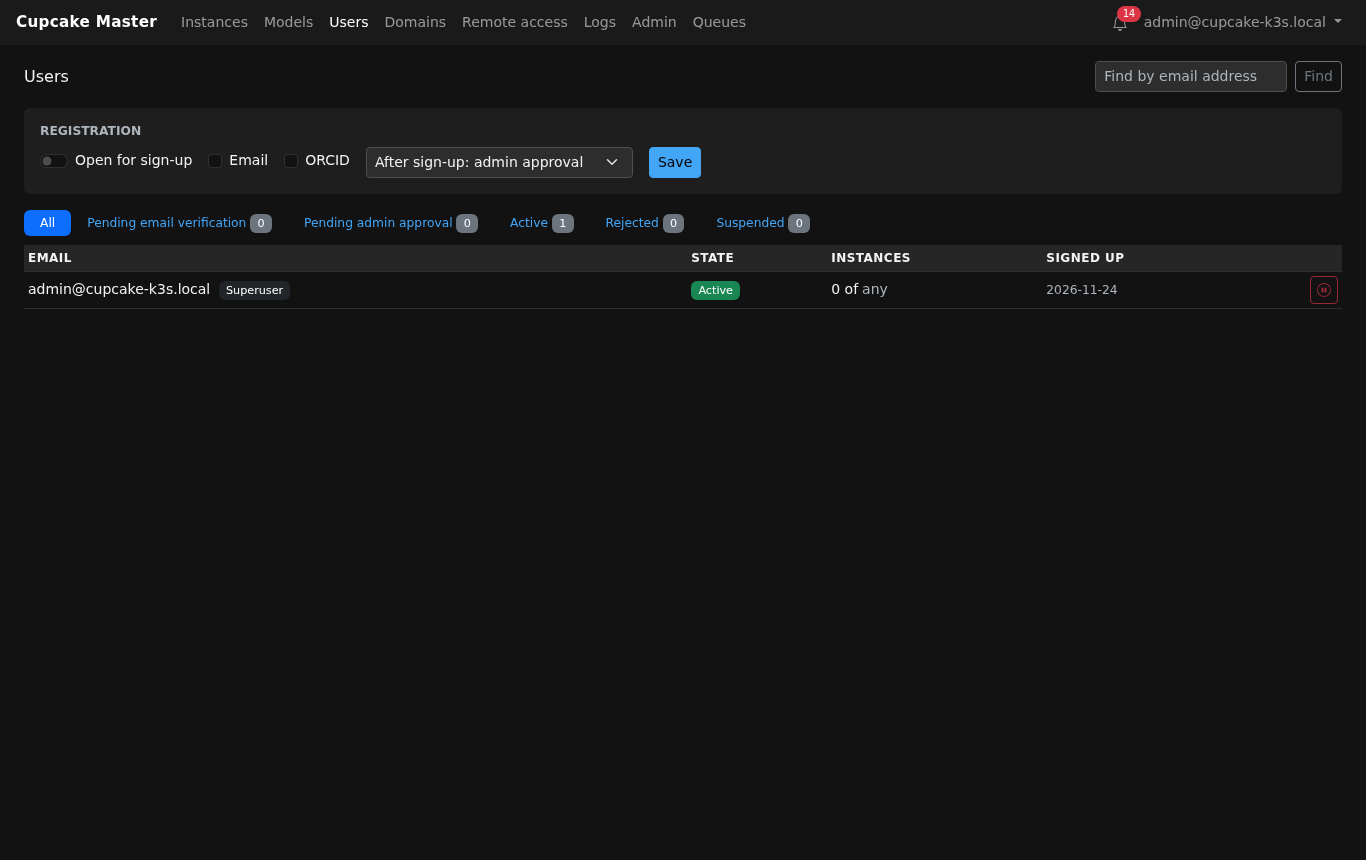 Cupcake Master Instances Models Users Domains Remote access Logs Admin Queues 14 admin@cupcake-k3s.local
Users Find by email address Find
REGISTRATION
Open for sign-up Email ORCID After sign-up: admin approval Save
All Pending email verification 0 Pending admin approval 0 Active 1 Rejected 0 Suspended 0
EMAIL STATE INSTANCES SIGNED UP
admin@cupcake-k3s.local Superuser Active 0 of any 2026-11-24